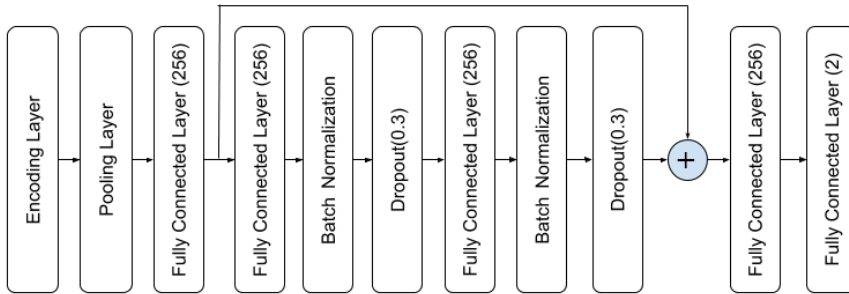 Encoding Layer
Pooling Layer
Fully Connected Layer (256)
Fully Connected Layer (256)
Batch Normalization
Dropout(0.3)
Fully Connected Layer (256)
Batch Normalization
Dropout(0.3)
+
Fully Connected Layer (256)
Fully Connected Layer (2)